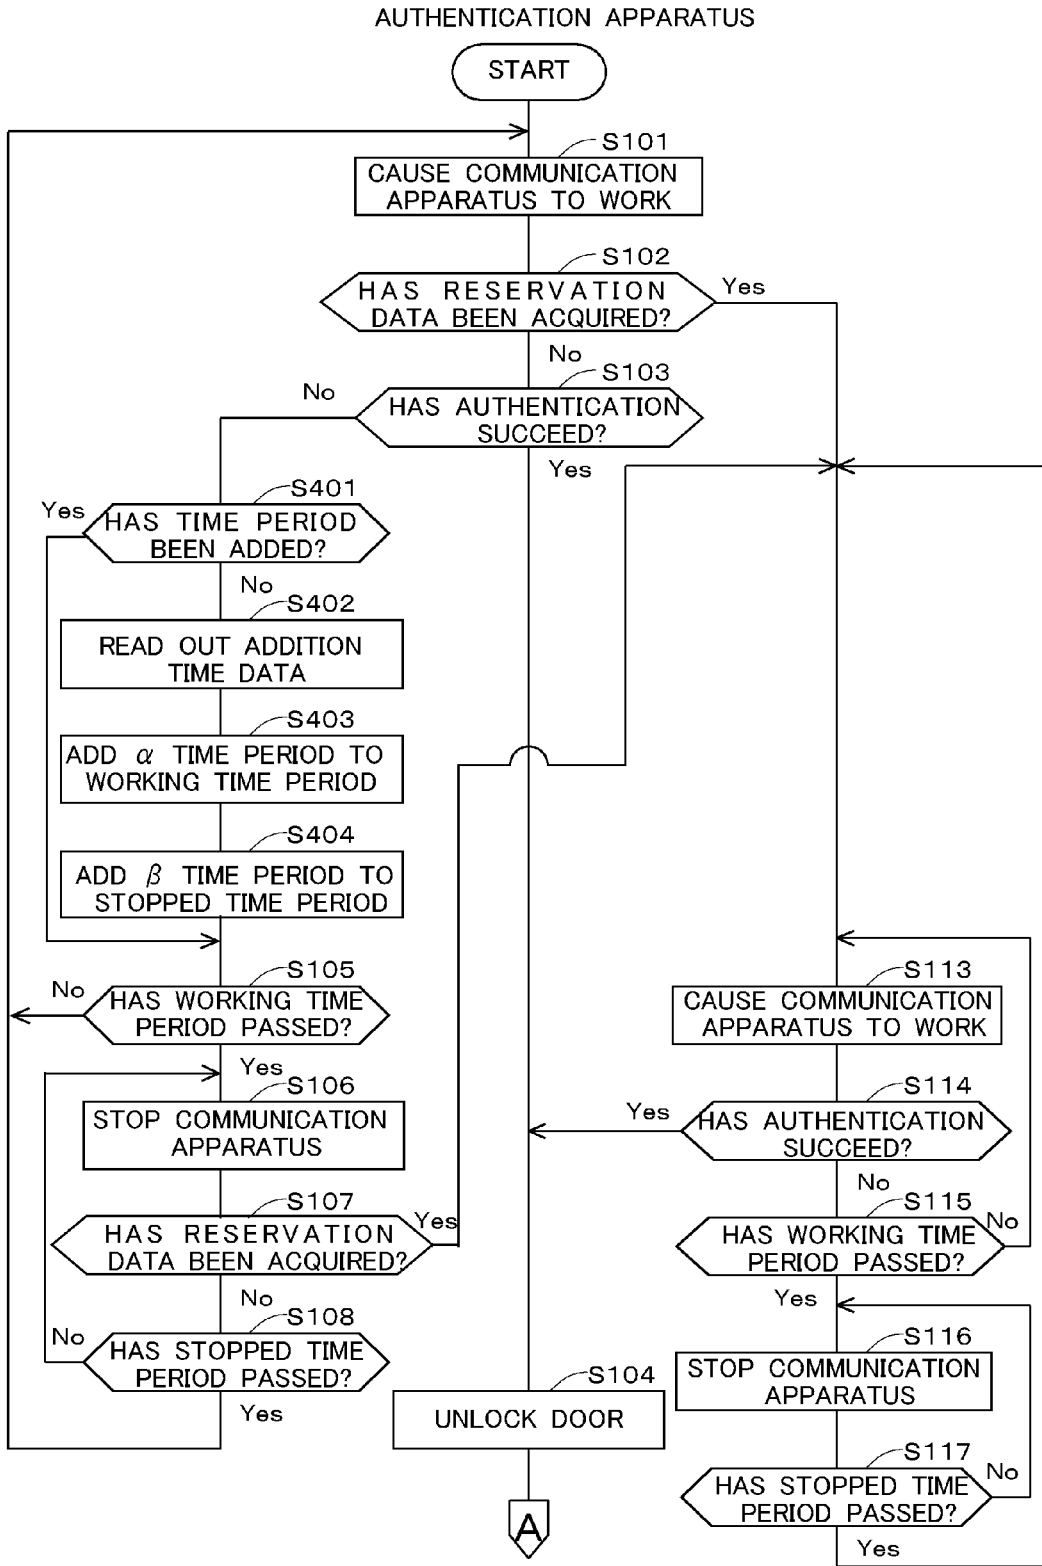 AUTHENTICATION APPARATUS
START
S101
CAUSE COMMUNICATION
APPARATUS TO WORK
S102
HAS RESERVATION
DATA BEEN ACQUIRED?
Yes
No
S103
No
HAS AUTHENTICATION
SUCCEED?
Yes
S401
Yes
HAS TIME PERIOD
BEEN ADDED?
No
S402
READ OUT ADDITION
TIME DATA
S403
ADD α TIME PERIOD TO
WORKING TIME PERIOD
S404
ADD β TIME PERIOD TO
STOPPED TIME PERIOD
S105
No
HAS WORKING TIME
PERIOD PASSED?
Yes
S106
STOP COMMUNICATION
APPARATUS
S107
HAS RESERVATION
DATA BEEN ACQUIRED?
Yes
No
S108
No
HAS STOPPED TIME
PERIOD PASSED?
Yes
S104
UNLOCK DOOR
A
S113
CAUSE COMMUNICATION
APPARATUS TO WORK
S114
Yes
HAS AUTHENTICATION
SUCCEED?
No
S115
HAS WORKING TIME
PERIOD PASSED?
No
Yes
S116
STOP COMMUNICATION
APPARATUS
S117
HAS STOPPED TIME
PERIOD PASSED?
No
Yes